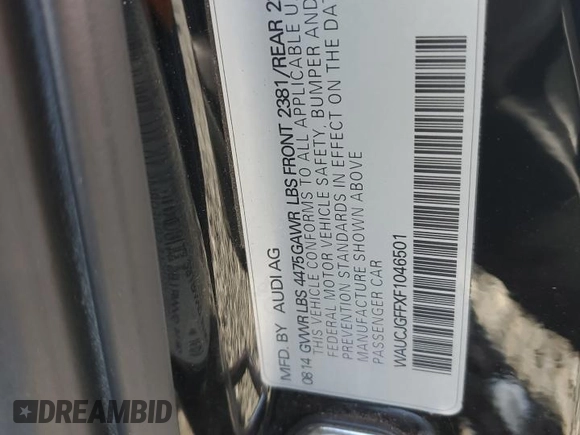 MFD. BY AUDI AG
0814 GVWR LBS 4475 GAWR LBS FRONT 2381/REAR 2
THIS VEHICLE CONFORMS TO ALL APPLICABLE U
FEDERAL MOTOR VEHICLE SAFETY, BUMPER AND
PREVENTION STANDARDS IN EFFECT ON THE DA
MANUFACTURE SHOWN ABOVE
PASSENGER CAR
WAUCJGFFXF1046501
DREAMBID